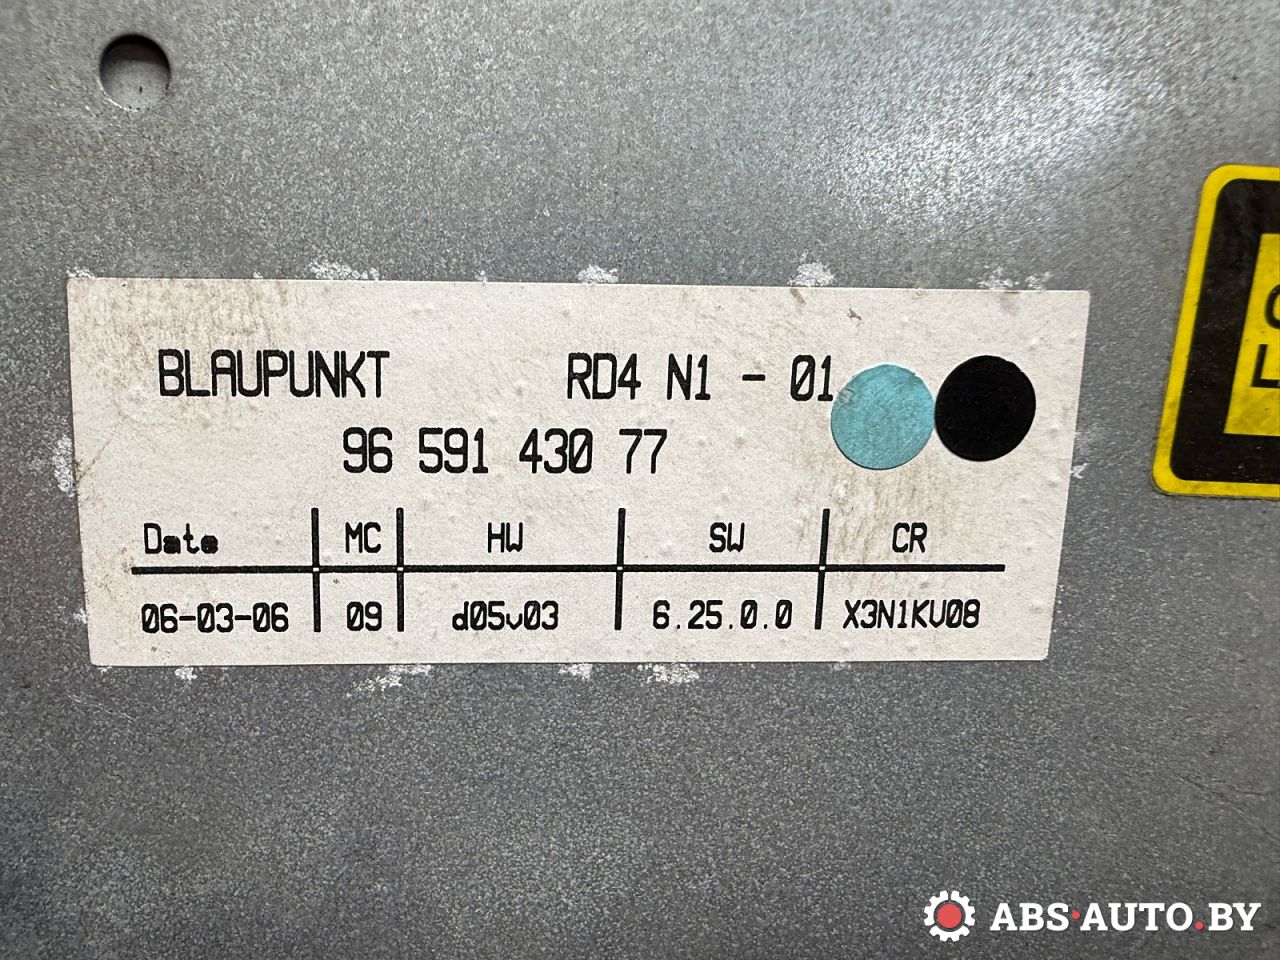 BLAUPUNKT RD4 N1 - 01
96 591 430 77
Date MC HW SW CR
06-03-06 09 d05v03 6.25.0.0 X3N1KV08
ABS·AUTO.BY